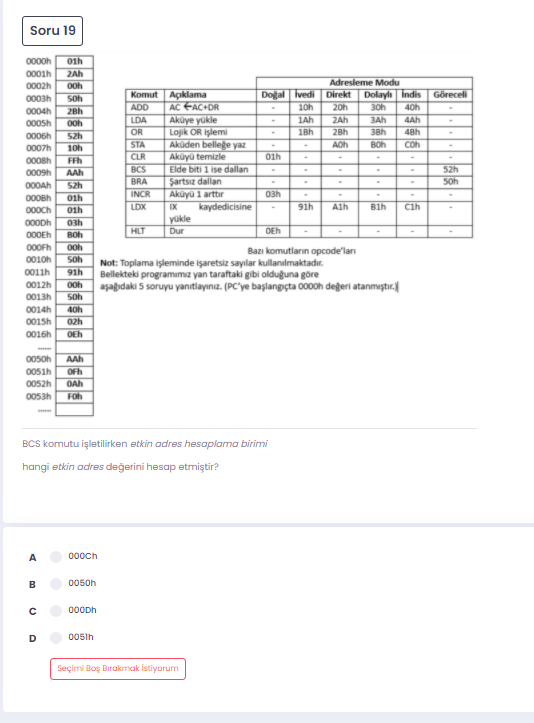 Soru 19
0000h 01h
0001h 2Ah
0002h 00h
0003h 50h
0004h 2Bh
0005h 00h
0006h 52h
0007h 10h
0008h FFh
0009h AAh
000Ah 52h
000Bh 01h
000Ch 01h
000Dh 03h
000Eh B0h
000Fh 00h
0010h 50h
0011h 91h
0012h 00h
0013h 50h
0014h 40h
0015h 02h
0016h 0Eh
......
0050h AAh
0051h 0Fh
0052h 0Ah
0053h F0h
......
Adresleme Modu
Komut Açıklama Doğal İvedi Direkt Dolaylı İndis Göreceli
ADD AC ←AC+DR - 10h 20h 30h 40h -
LDA Aküye yükle - 1Ah 2Ah 3Ah 4Ah -
OR Lojik OR işlemi - 1Bh 2Bh 3Bh 4Bh -
STA Aküden belleğe yaz - - A0h B0h C0h -
CLR Aküyü temizle 01h - - - - -
BCS Elde biti 1 ise dallan - - - - - 52h
BRA Şartsız dallan - - - - - 50h
INCR Aküyü 1 arttır 03h - - - - -
LDX IX kaydedicisine - 91h A1h B1h C1h -
yükle
HLT Dur 0Eh - - - - -
Bazı komutların opcode'ları
Not: Toplama işleminde işaretsiz sayılar kullanılmaktadır.
Bellekteki programımız yan taraftaki gibi olduğuna göre
aşağıdaki 5 soruyu yanıtlayınız. (PC'ye başlangıçta 0000h değeri atanmıştır.)
BCS komutu işletilirken etkin adres hesaplama birimi
hangi etkin adres değerini hesap etmiştir?
A 000Ch
B 0050h
C 000Dh
D 0051h
Seçimi Boş Bırakmak İstiyorum